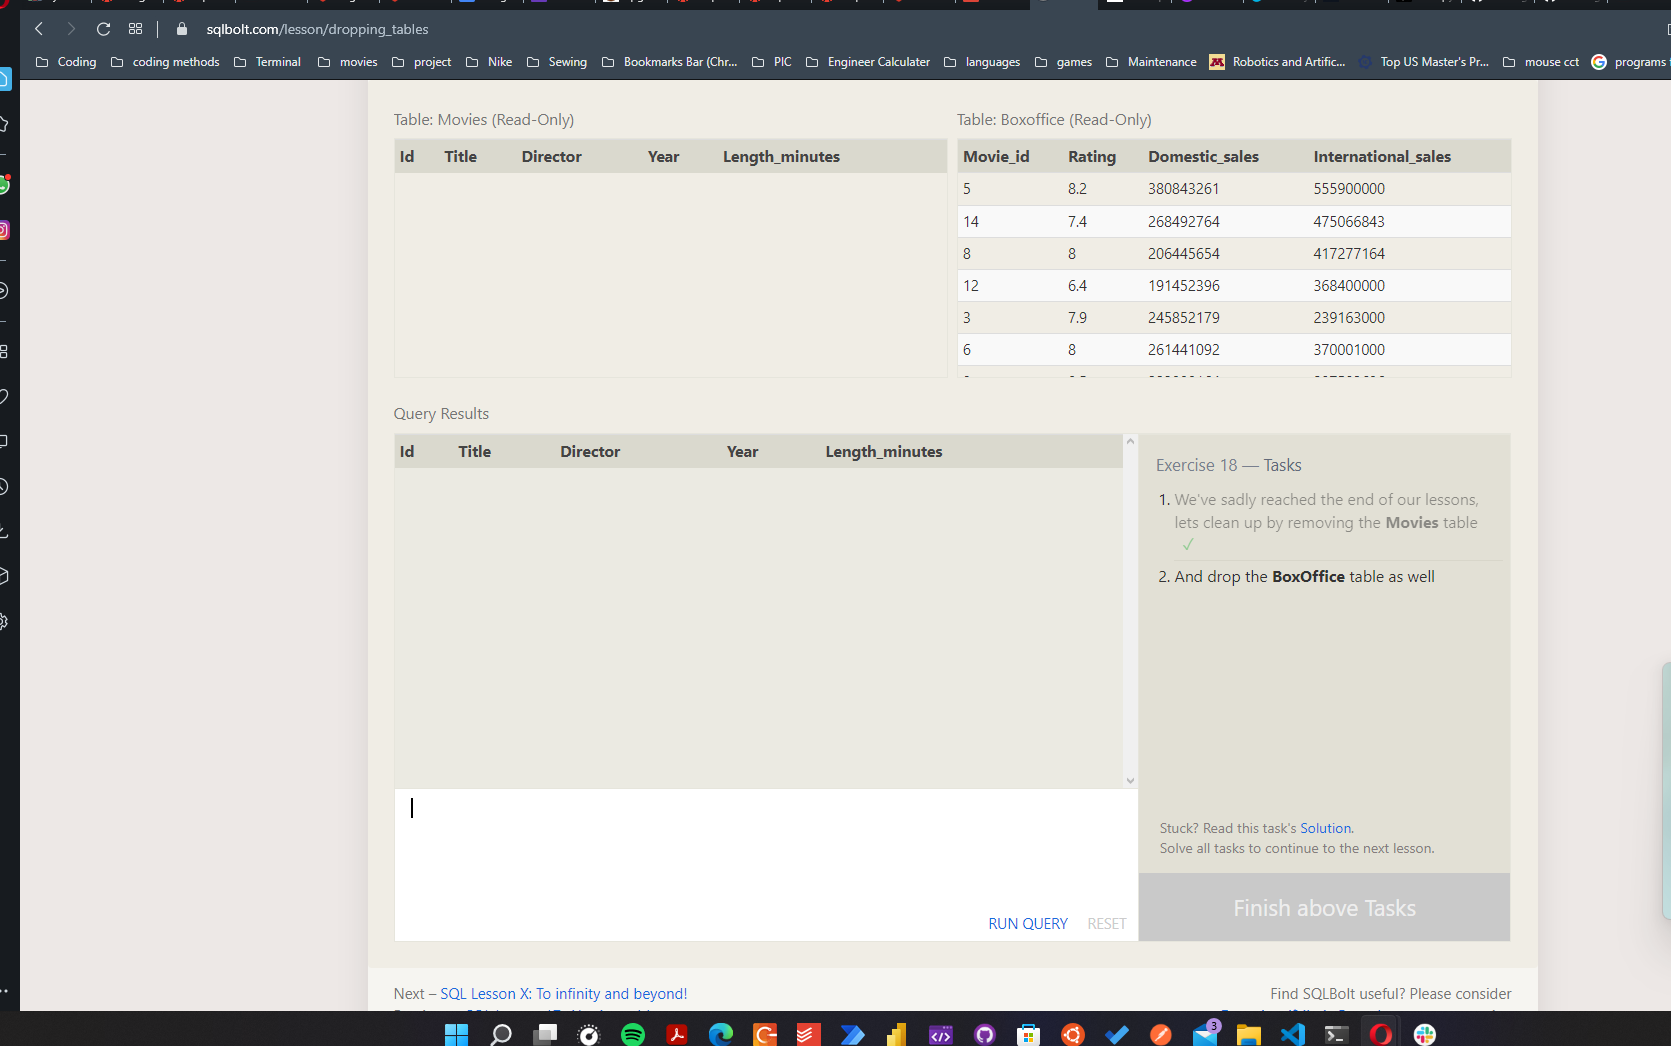 sqlbolt.com/lesson/dropping_tables
Coding coding methods Terminal movies project Nike Sewing Bookmarks Bar (Chr... PIC Engineer Calculater languages games Maintenance Robotics and Artific... Top US Master's Pr... mouse cct programs
Table: Movies (Read-Only)
Id Title Director Year Length_minutes
Table: Boxoffice (Read-Only)
Movie_id Rating Domestic_sales International_sales
5 8.2 380843261 555900000
14 7.4 268492764 475066843
8 8 206445654 417277164
12 6.4 191452396 368400000
3 7.9 245852179 239163000
6 8 261441092 370001000
Query Results
Id Title Director Year Length_minutes
Exercise 18 — Tasks
1. We've sadly reached the end of our lessons,
lets clean up by removing the Movies table
✓
2. And drop the BoxOffice table as well
Stuck? Read this task's Solution.
Solve all tasks to continue to the next lesson.
RUN QUERY RESET
Finish above Tasks
Next – SQL Lesson X: To infinity and beyond!
Find SQLBolt useful? Please consider
3